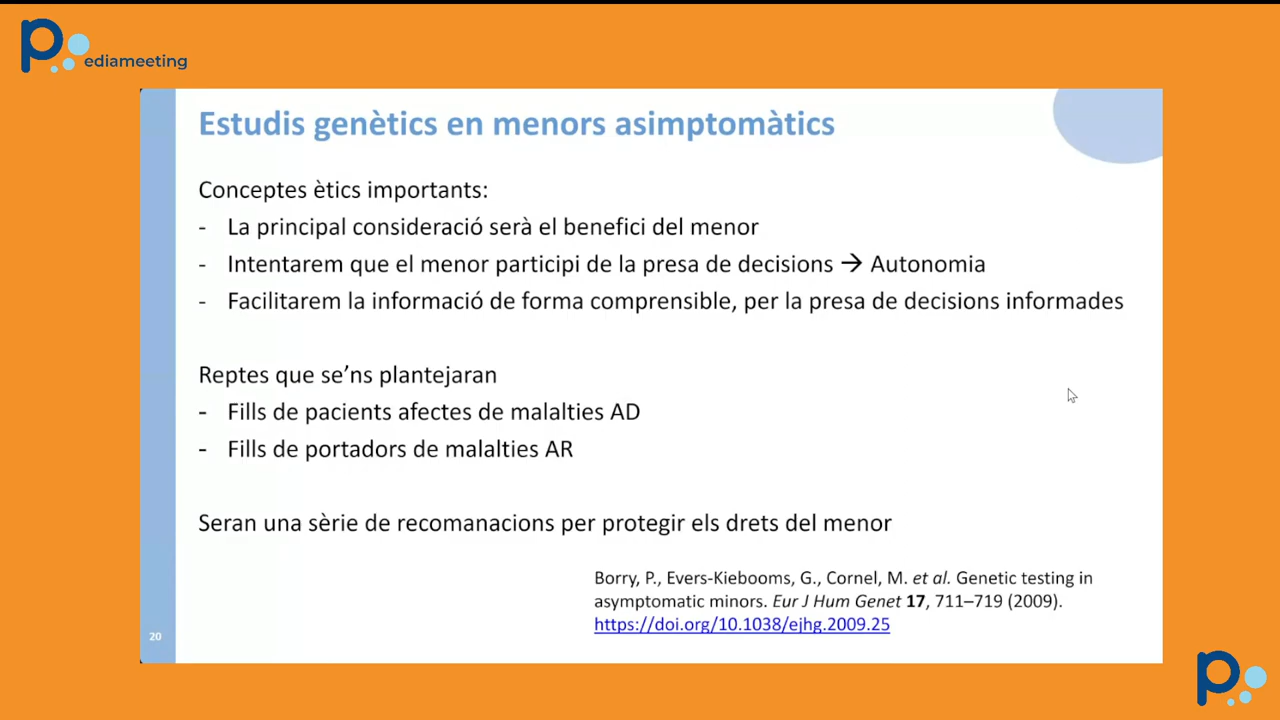 Pediameeting
Estudis genètics en menors asimptomàtics
Conceptes ètics importants:
- La principal consideració serà el benefici del menor
- Intentarem que el menor participi de la presa de decisions → Autonomia
- Facilitarem la informació de forma comprensible, per la presa de decisions informades
Reptes que se’ns plantejaran
- Fills de pacients afectes de malalties AD
- Fills de portadors de malalties AR
Seran una sèrie de recomanacions per protegir els drets del menor
Borry, P., Evers-Kiebooms, G., Cornel, M. et al. Genetic testing in
asymptomatic minors. Eur J Hum Genet 17, 711–719 (2009).
https://doi.org/10.1038/ejhg.2009.25
20
P